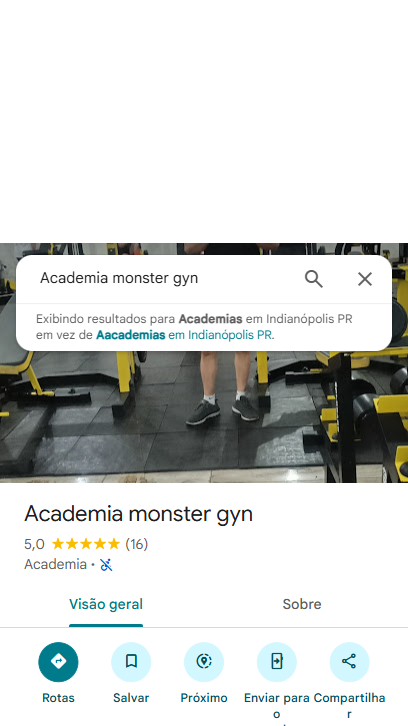 Academia monster gyn
Exibindo resultados para Academias em Indianópolis PR
em vez de Aacademias em Indianópolis PR.
Academia monster gyn
5,0 (16)
Academia ·
Visão geral
Sobre
Rotas
Salvar
Próximo
Enviar para
o
Compartilha
r